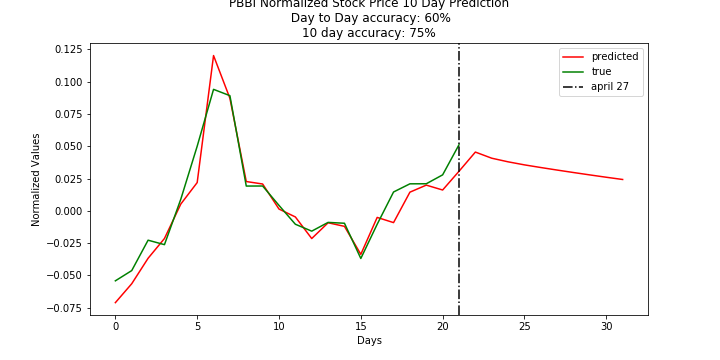 PBBI Normalized Stock Price 10 Day Prediction
Day to Day accuracy: 60%
10 day accuracy: 75%
predicted
true
april 27
Normalized Values
0.125
0.100
0.075
0.050
0.025
0.000
−0.025
−0.050
−0.075
0 5 10 15 20 25 30
Days